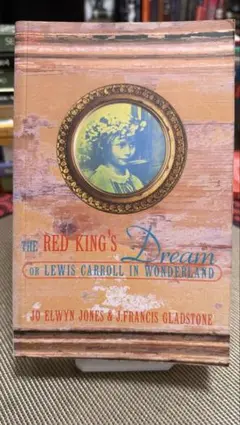 THE RED KING'S Dream
OR LEWIS CARROLL IN WONDERLAND
JO ELWYN JONES & J.FRANCIS GLADSTONE